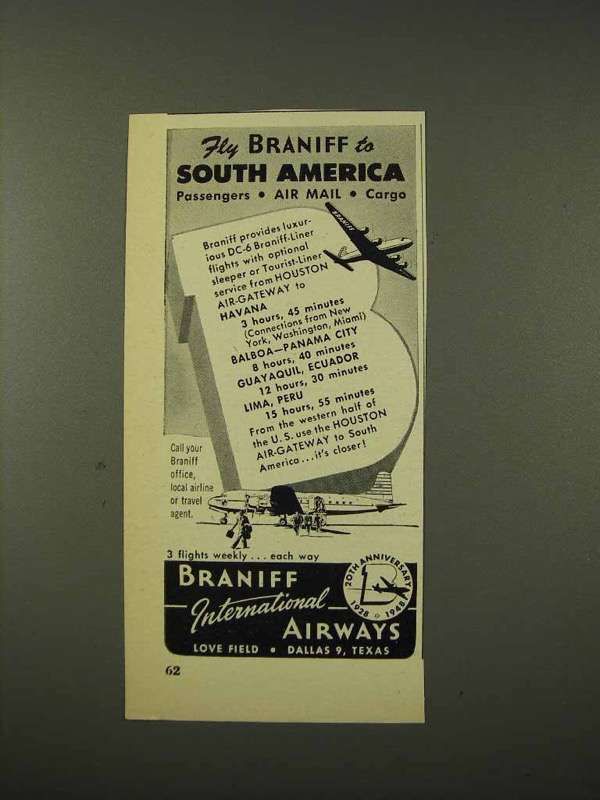 Fly BRANIFF to
SOUTH AMERICA
Passengers • AIR MAIL • Cargo
BRANIFF
Braniff provides luxur-
ious DC-6 Braniff-Liner
flights with optional
sleeper or Tourist-Liner
service from HOUSTON
AIR-GATEWAY to
HAVANA
3 hours, 45 minutes
(Connections from New
York, Washington, Miami)
BALBOA—PANAMA CITY
8 hours, 40 minutes
GUAYAQUIL, ECUADOR
12 hours, 30 minutes
LIMA, PERU
15 hours, 55 minutes
From the western half of
the U.S. use the HOUSTON
AIR-GATEWAY to South
America...it's closer!
Call your
Braniff
office,
local airline
or travel
agent.
3 flights weekly...each way
BRANIFF
International
AIRWAYS
20TH ANNIVERSARY
1928 1948
LOVE FIELD • DALLAS 9, TEXAS
62